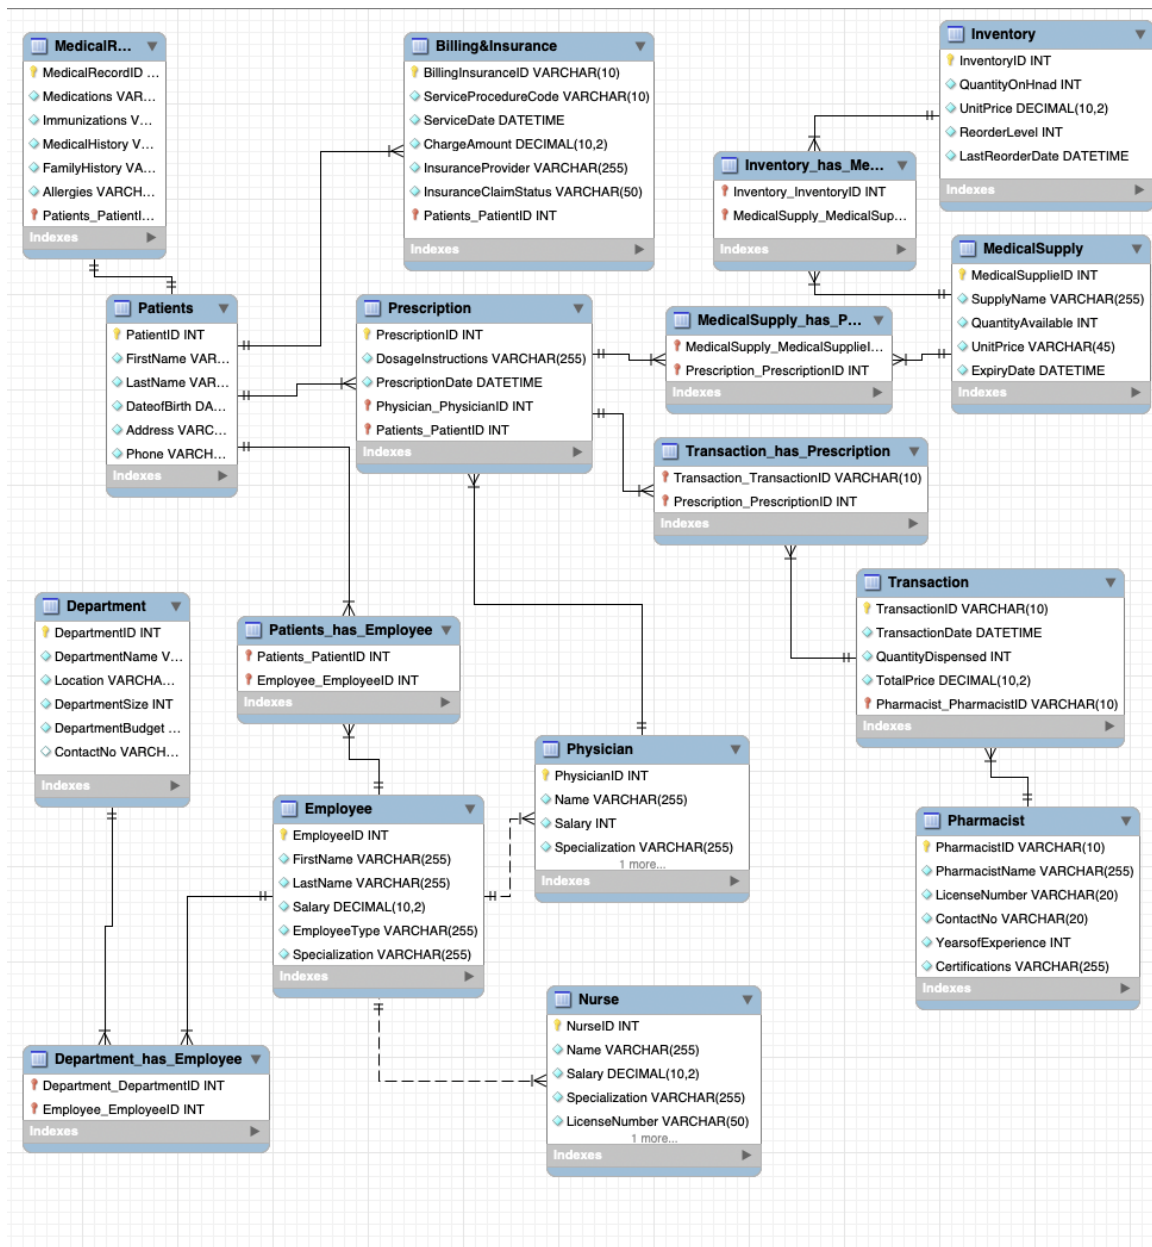 MedicalR...
MedicalRecordID ...
Medications VAR...
Immunizations V...
MedicalHistory V...
FamilyHistory VA...
Allergies VARCH...
Patients_PatientI...
Indexes
Billing&Insurance
BillingInsuranceID VARCHAR(10)
ServiceProcedureCode VARCHAR(10)
ServiceDate DATETIME
ChargeAmount DECIMAL(10,2)
InsuranceProvider VARCHAR(255)
InsuranceClaimStatus VARCHAR(50)
Patients_PatientID INT
Indexes
Inventory
InventoryID INT
QuantityOnHnad INT
UnitPrice DECIMAL(10,2)
ReorderLevel INT
LastReorderDate DATETIME
Indexes
Inventory_has_Me...
Inventory_InventoryID INT
MedicalSupply_MedicalSup...
Indexes
MedicalSupply
MedicalSupplieID INT
SupplyName VARCHAR(255)
QuantityAvailable INT
UnitPrice VARCHAR(45)
ExpiryDate DATETIME
Indexes
Patients
PatientID INT
FirstName VAR...
LastName VAR...
DateofBirth DA...
Address VARC...
Phone VARCH...
Indexes
Prescription
PrescriptionID INT
DosageInstructions VARCHAR(255)
PrescriptionDate DATETIME
Physician_PhysicianID INT
Patients_PatientID INT
Indexes
MedicalSupply_has_P...
MedicalSupply_MedicalSupplieI...
Prescription_PrescriptionID INT
Indexes
Transaction_has_Prescription
Transaction_TransactionID VARCHAR(10)
Prescription_PrescriptionID INT
Indexes
Transaction
TransactionID VARCHAR(10)
TransactionDate DATETIME
QuantityDispensed INT
TotalPrice DECIMAL(10,2)
Pharmacist_PharmacistID VARCHAR(10)
Indexes
Department
DepartmentID INT
DepartmentName V...
Location VARCHA...
DepartmentSize INT
DepartmentBudget ...
ContactNo VARCH...
Indexes
Patients_has_Employee
Patients_PatientID INT
Employee_EmployeeID INT
Indexes
Physician
PhysicianID INT
Name VARCHAR(255)
Salary INT
Specialization VARCHAR(255)
1 more...
Indexes
Employee
EmployeeID INT
FirstName VARCHAR(255)
LastName VARCHAR(255)
Salary DECIMAL(10,2)
EmployeeType VARCHAR(255)
Specialization VARCHAR(255)
Indexes
Pharmacist
PharmacistID VARCHAR(10)
PharmacistName VARCHAR(255)
LicenseNumber VARCHAR(20)
ContactNo VARCHAR(20)
YearsofExperience INT
Certifications VARCHAR(255)
Indexes
Nurse
NurseID INT
Name VARCHAR(255)
Salary DECIMAL(10,2)
Specialization VARCHAR(255)
LicenseNumber VARCHAR(50)
1 more...
Indexes
Department_has_Employee
Department_DepartmentID INT
Employee_EmployeeID INT
Indexes